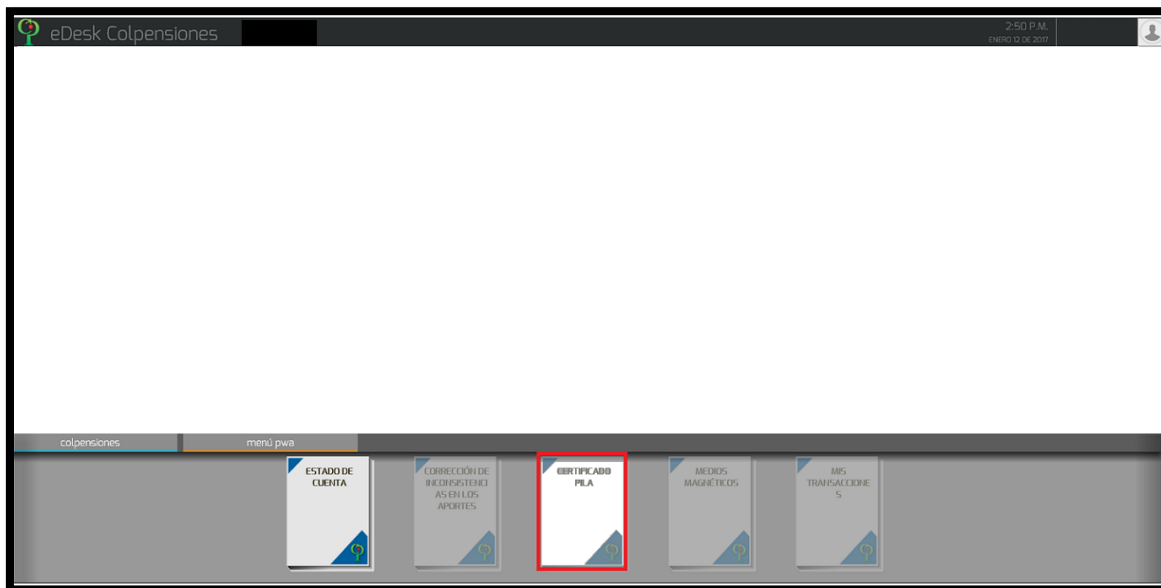 eDesk Colpensiones
2:50 P.M.
ENERO 12 DE 2017
colpensiones
menú pwa
ESTADO DE
CUENTA
CORRECCIÓN DE
INCONSISTENCI
AS EN LOS
APORTES
CERTIFICADO
PILA
MEDIOS
MAGNÉTICOS
MIS
TRANSACCIONE
S